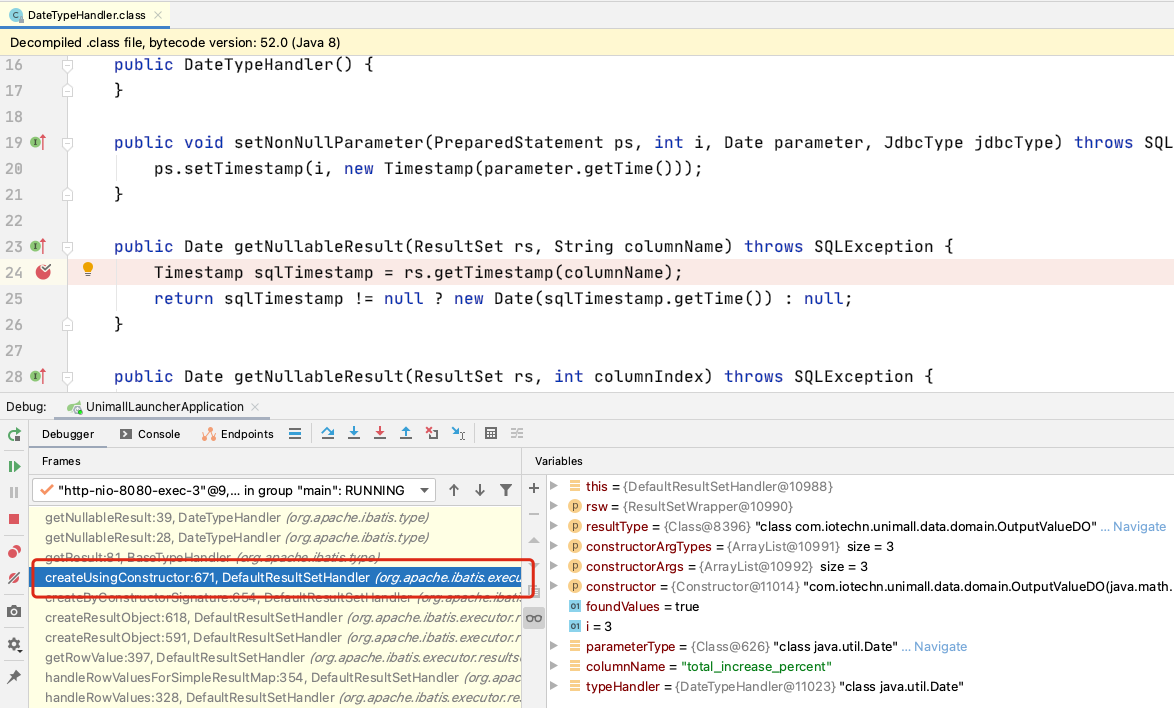 DateTypeHandler.class
Decompiled .class file, bytecode version: 52.0 (Java 8)
16 public DateTypeHandler() {
17 }
18
19 public void setNonNullParameter(PreparedStatement ps, int i, Date parameter, JdbcType jdbcType) throws SQL
20 ps.setTimestamp(i, new Timestamp(parameter.getTime()));
21 }
22
23 public Date getNullableResult(ResultSet rs, String columnName) throws SQLException {
24 Timestamp sqlTimestamp = rs.getTimestamp(columnName);
25 return sqlTimestamp != null ? new Date(sqlTimestamp.getTime()) : null;
26 }
27
28 public Date getNullableResult(ResultSet rs, int columnIndex) throws SQLException {
Debug: UnimallLauncherApplication
Debugger Console Endpoints
Frames
"http-nio-8080-exec-3"@9,... in group "main": RUNNING
getNullableResult:39, DateTypeHandler (org.apache.ibatis.type)
getNullableResult:28, DateTypeHandler (org.apache.ibatis.type)
getResult:81, BaseTypeHandler (org.apache.ibatis.type)
createUsingConstructor:671, DefaultResultSetHandler (org.apache.ibatis.execu
createByConstructorSignature:654, DefaultResultSetHandler (org.apache.ibatis.
createResultObject:618, DefaultResultSetHandler (org.apache.ibatis.executor.r
createResultObject:591, DefaultResultSetHandler (org.apache.ibatis.executor.r
getRowValue:397, DefaultResultSetHandler (org.apache.ibatis.executor.results
handleRowValuesForSimpleResultMap:354, DefaultResultSetHandler (org.apac
handleRowValues:328, DefaultResultSetHandler (org.apache.ibatis.executor.re
Variables
this = {DefaultResultSetHandler@10988}
rsw = {ResultSetWrapper@10990}
resultType = {Class@8396} "class com.iotechn.unimall.data.domain.OutputValueDO" ... Navigate
constructorArgTypes = {ArrayList@10991} size = 3
constructorArgs = {ArrayList@10992} size = 3
constructor = {Constructor@11014} "com.iotechn.unimall.data.domain.OutputValueDO(java.math.
foundValues = true
i = 3
parameterType = {Class@626} "class java.util.Date" ... Navigate
columnName = "total_increase_percent"
typeHandler = {DateTypeHandler@11023} "class java.util.Date"